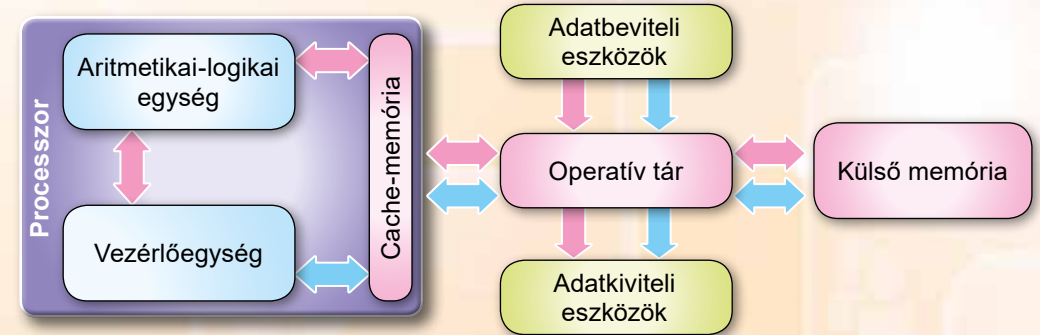 Processzor
Aritmetikai-logikai
egység
Vezérlőegység
Cache-memória
Adatbeviteli
eszközök
Operatív tár
Adatkiviteli
eszközök
Külső memória